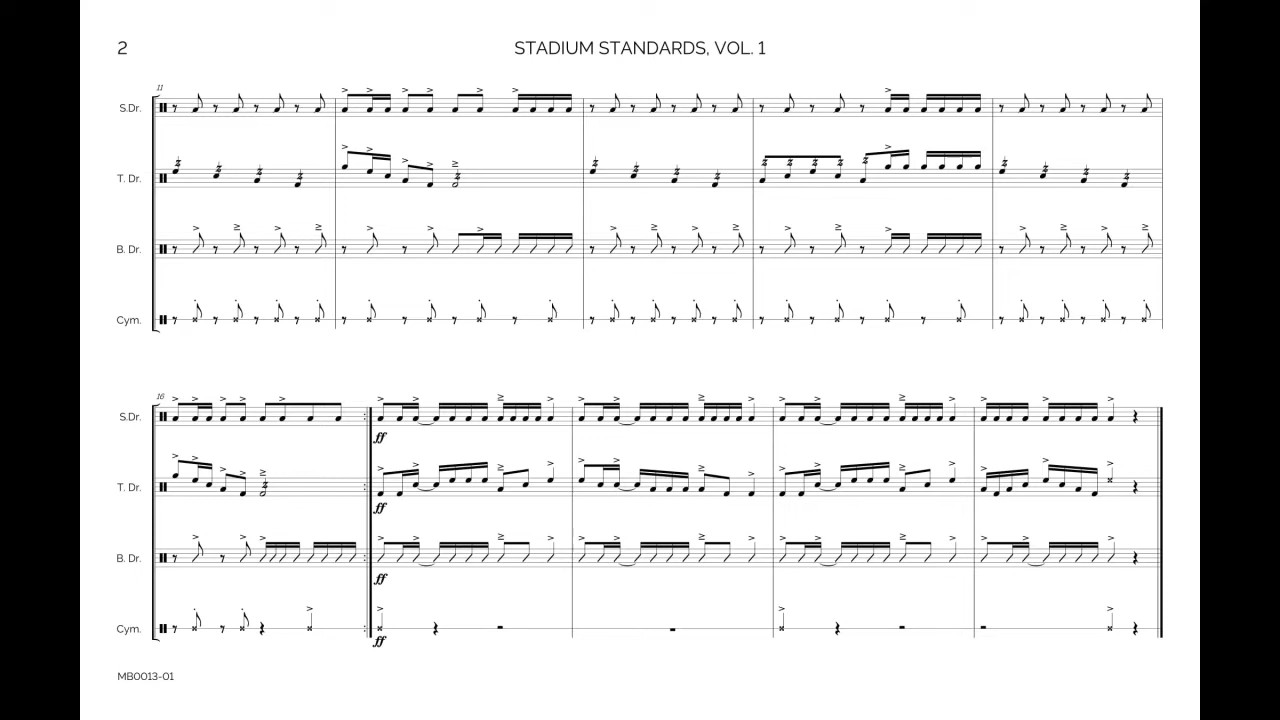 2
STADIUM STANDARDS, VOL. 1
11
S.Dr.
T. Dr.
B. Dr.
Cym.
16
S.Dr.
ff
T. Dr.
ff
B. Dr.
ff
Cym.
ff
MB0013-01